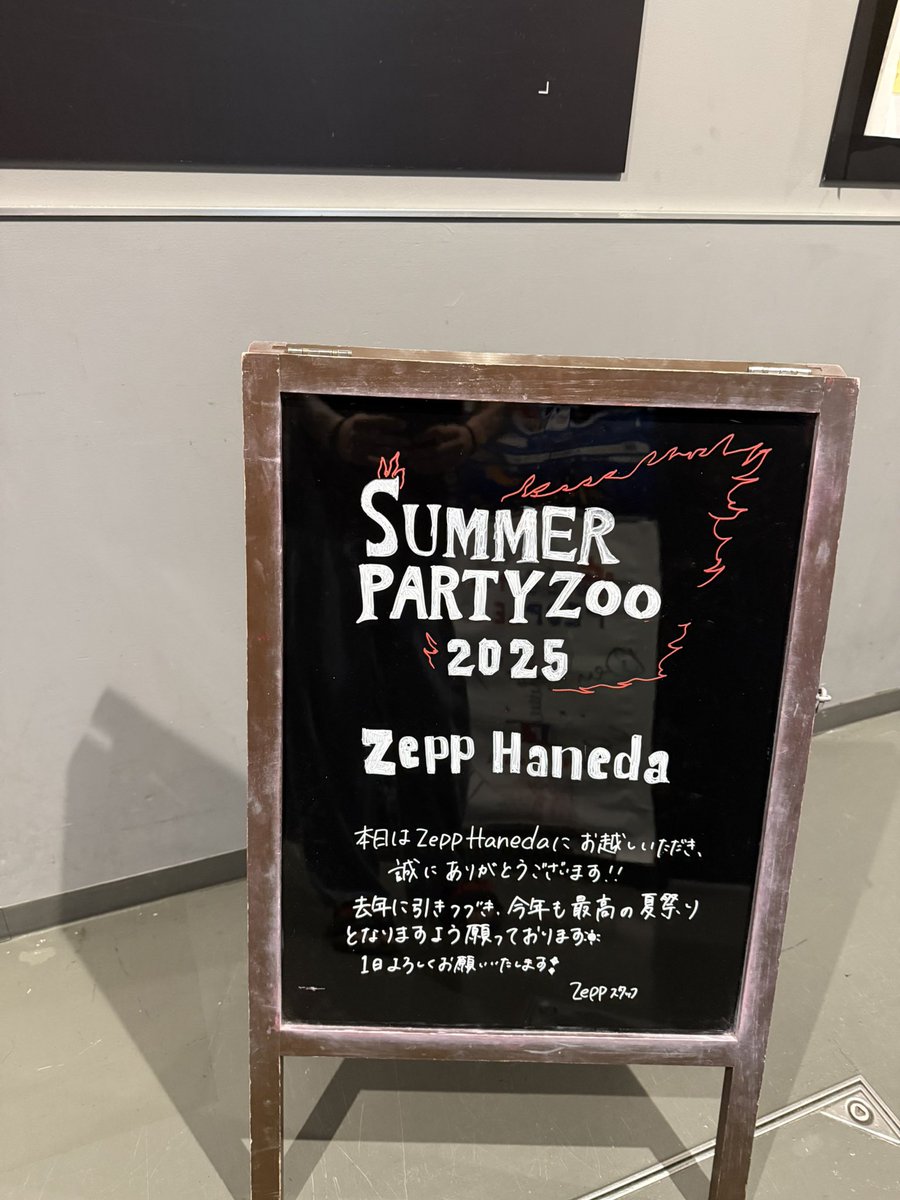 SUMMER
PARTYZOO
2025
Zepp Haneda
本日はZepp Hanedaに お越しいただき、
誠に ありがとうございます!!
去年に引きつづき、今年も最高の夏祭り
となりますよう願っております
1日よろしくお願いいたします!
Zepp スタッフ